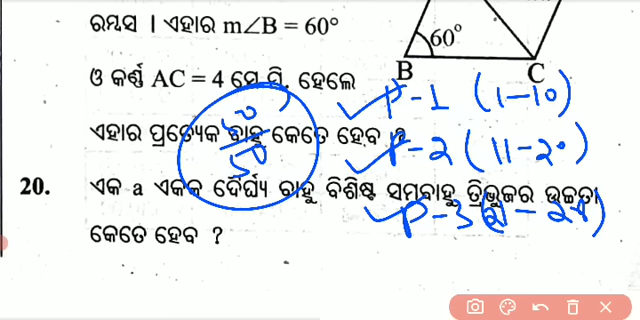 ରମ୍ବସ । ଏହାର m∠B = 60°
60°
B C
ଓ କର୍ଣ୍ଣ AC = 4 ସେ.ମି. ହେଲେ
P-1 (1-10)
ଏହାର ପ୍ରତ୍ୟେକ ବାହୁ କେତେ ହେବ ?
P-2 (11-20)
20. ଏକ a ଏକକ ଦୈର୍ଘ୍ୟ ବାହୁ ବିଶିଷ୍ଟ ସମବାହୁ ତ୍ରିଭୁଜର ଉଚ୍ଚତା
P-3
କେତେ ହେବ ?